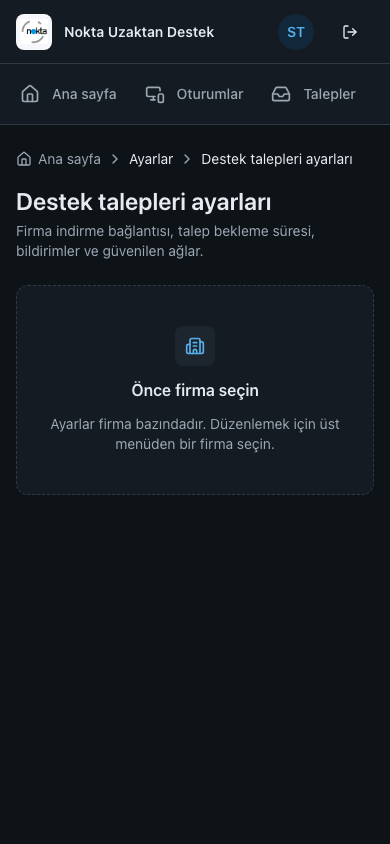 nokta
Nokta Uzaktan Destek
ST
Ana sayfa
Oturumlar
Talepler
Ana sayfa > Ayarlar > Destek talepleri ayarları
Destek talepleri ayarları
Firma indirme bağlantısı, talep bekleme süresi,
bildirimler ve güvenilen ağlar.
Önce firma seçin
Ayarlar firma bazındadır. Düzenlemek için üst
menüden bir firma seçin.